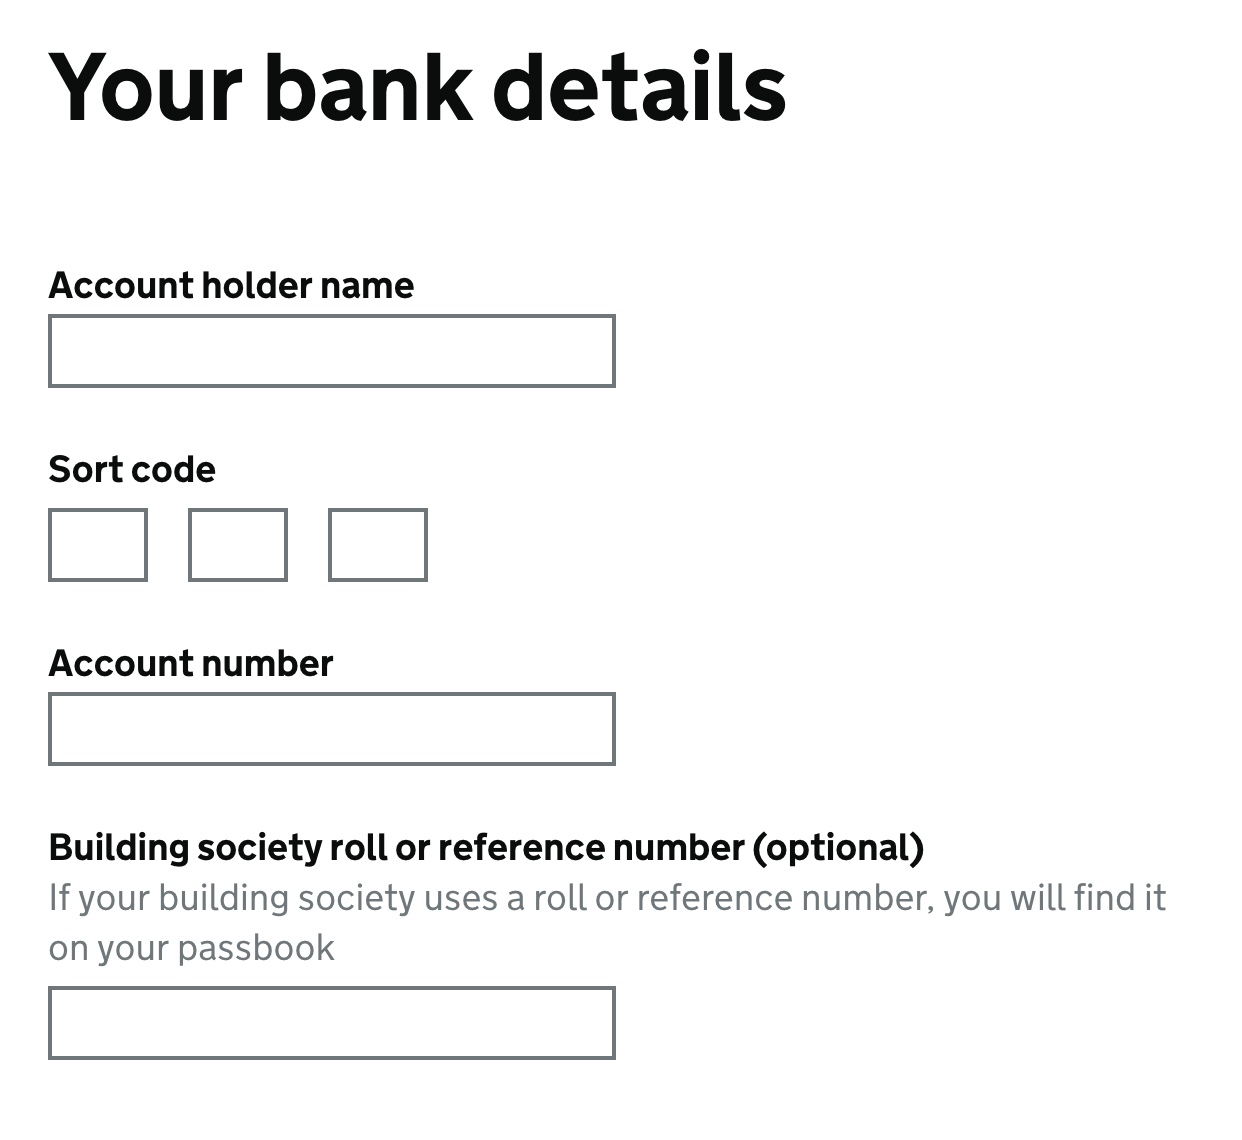 Your bank details
Account holder name
Sort code
Account number
Building society roll or reference number (optional)
If your building society uses a roll or reference number, you will find it
on your passbook